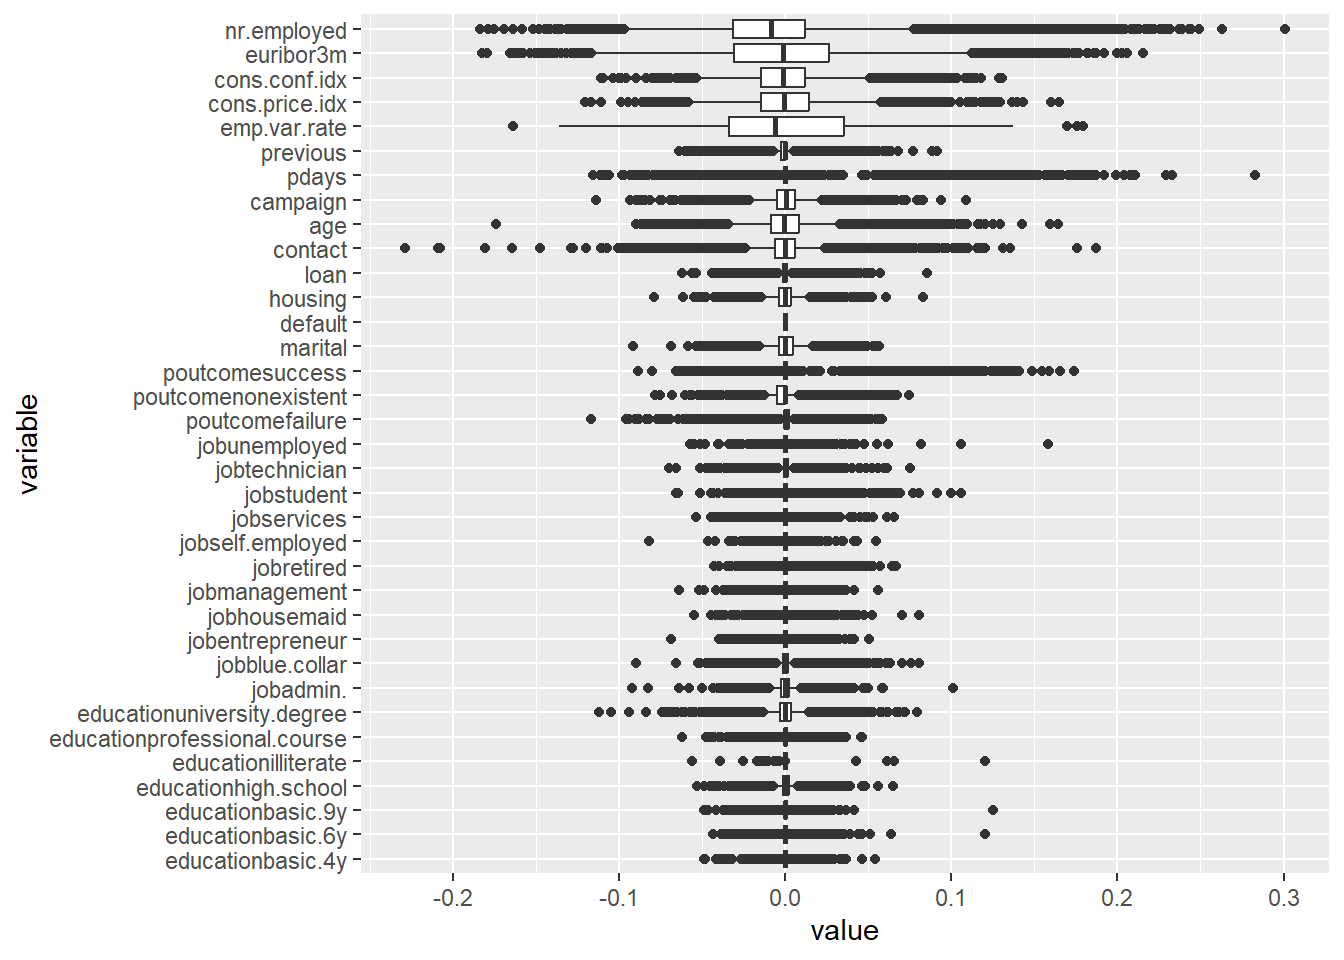 nr.employed
euribor3m
cons.conf.idx
cons.price.idx
emp.var.rate
previous
pdays
campaign
age
contact
loan
housing
default
marital
poutcomesuccess
poutcomenonexistent
poutcomefailure
jobunemployed
jobtechnician
jobstudent
jobservices
jobself.employed
jobretired
jobmanagement
jobhousemaid
jobentrepreneur
jobblue.collar
jobadmin.
educationuniversity.degree
educationprofessional.course
educationilliterate
educationhigh.school
educationbasic.9y
educationbasic.6y
educationbasic.4y
variable
-0.2 -0.1 0.0 0.1 0.2 0.3
value